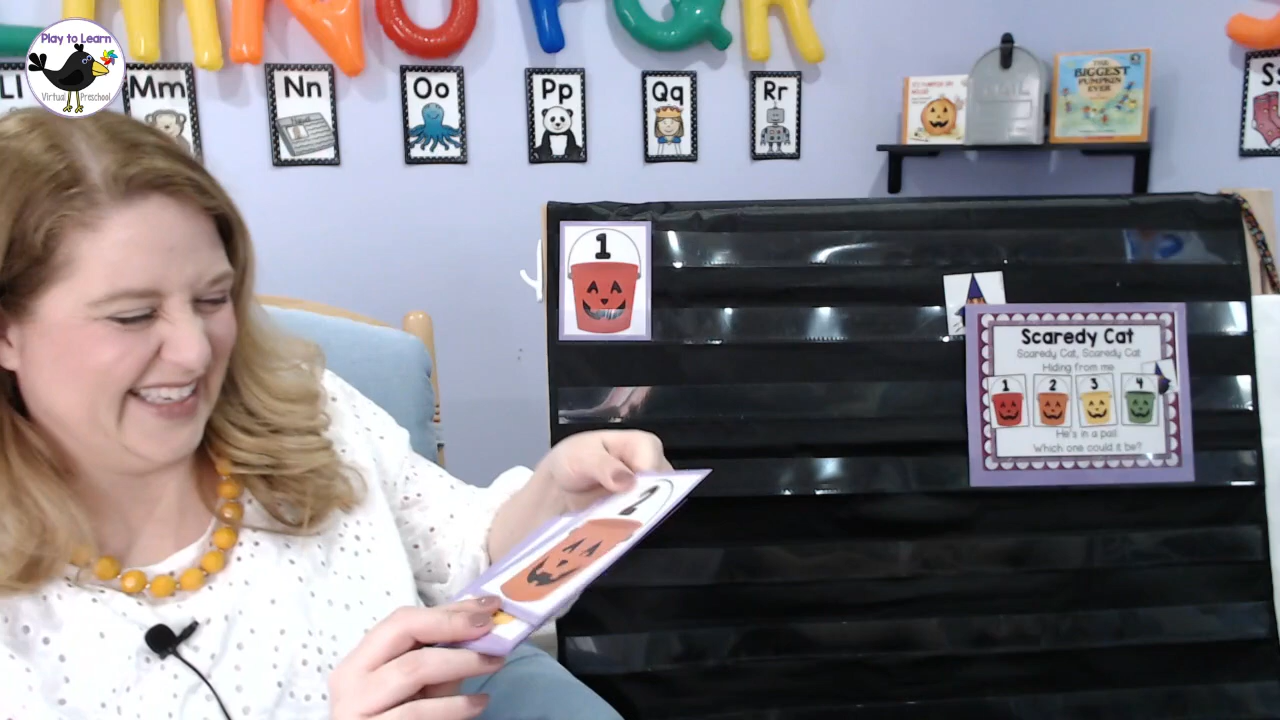 Play to Learn
Virtual Preschool
Ll
Mm
Nn
Oo
Pp
Qq
Rr
Ss
MAIL
THE
BIGGEST
PUMPKIN
EVER
1
2
Scaredy Cat
Scaredy Cat, Scaredy Cat
Hiding from me
1 2 3 4
He's in a pail
Which one could it be?